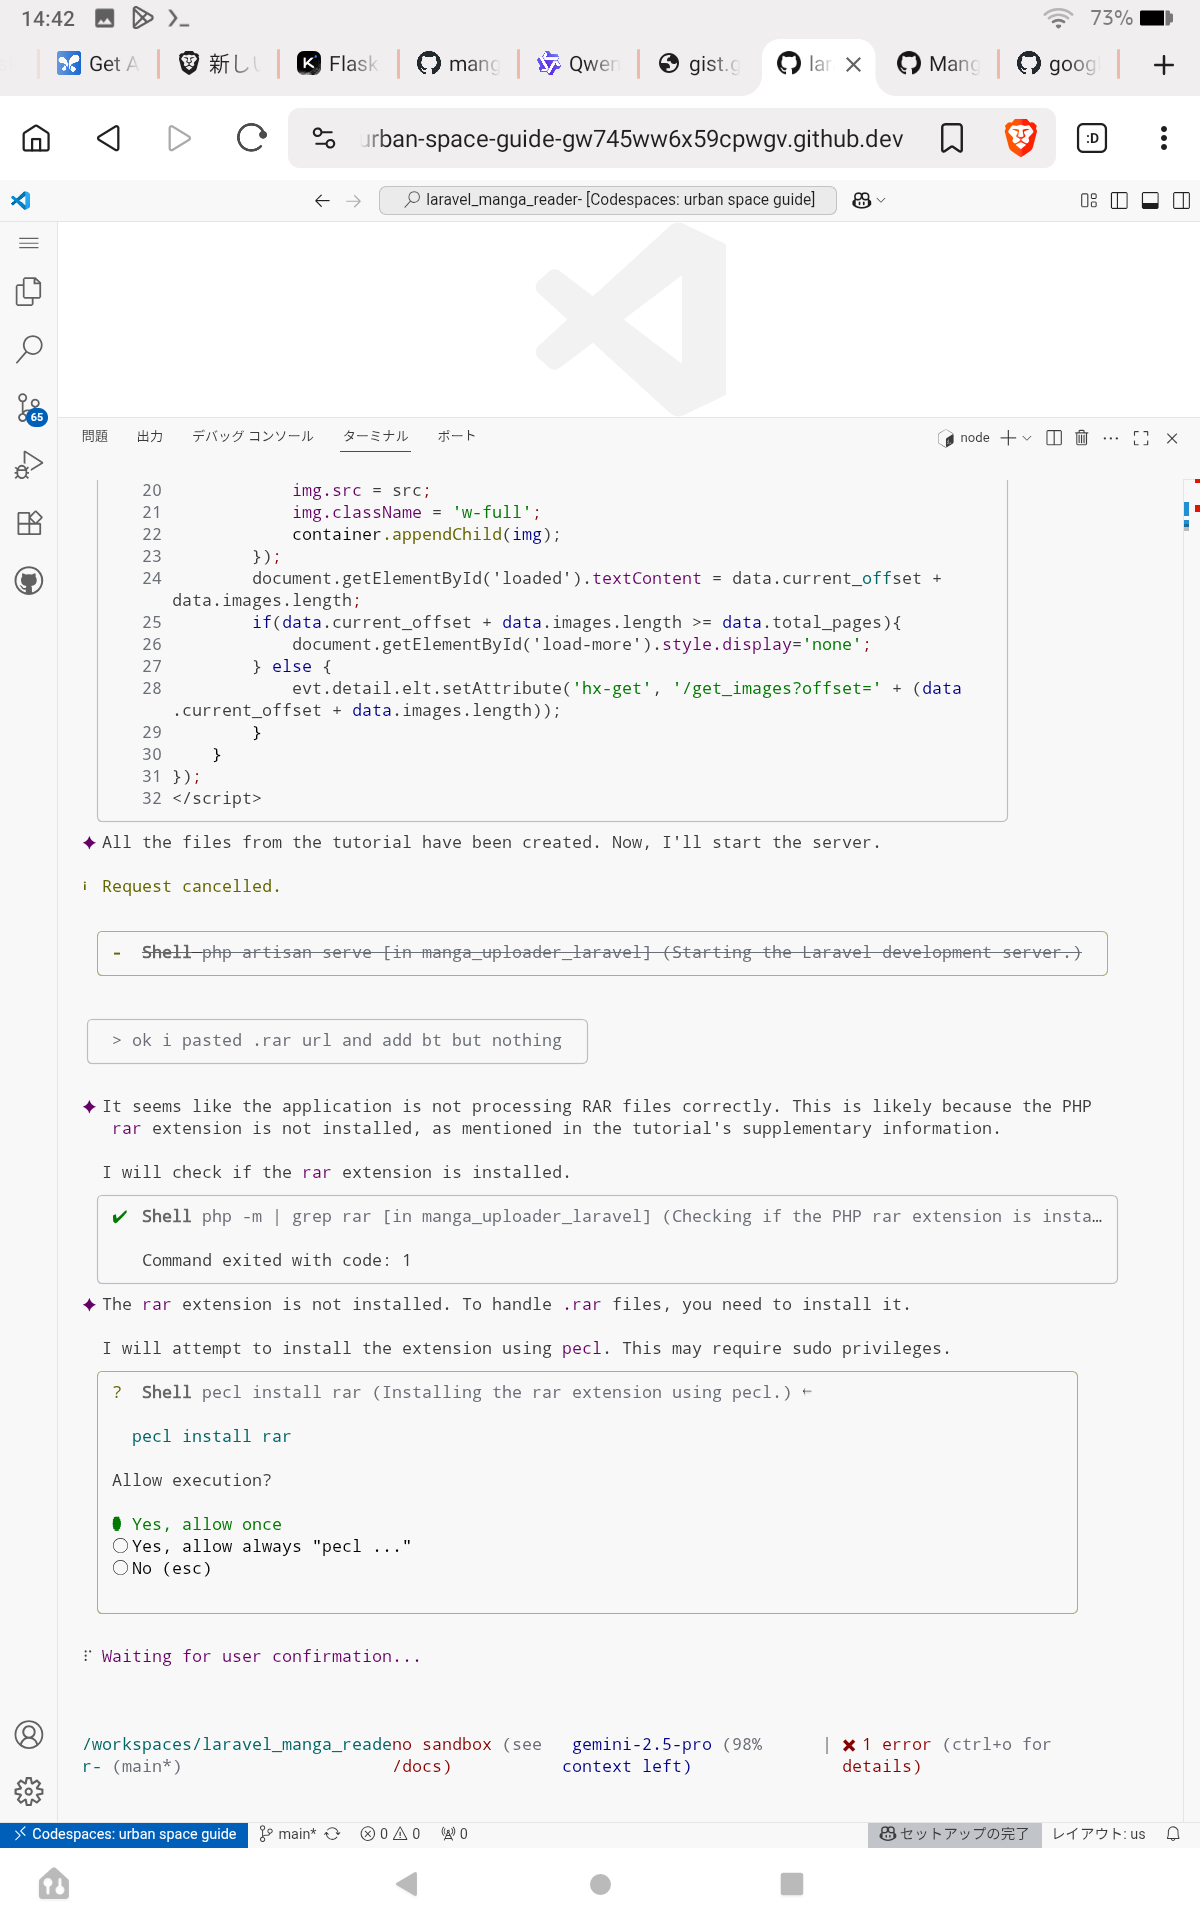 14:42
73%
Get A
新しい
Flask
mang
Qwen
gist.g
lar
Mang
goog
urban-space-guide-gw745ww6x59cpwgv.github.dev
:D
laravel_manga_reader- [Codespaces: urban space guide]
65
問題 出力 デバッグ コンソール ターミナル ポート
node
20 img.src = src;
21 img.className = 'w-full';
22 container.appendChild(img);
23 });
24 document.getElementById('loaded').textContent = data.current_offset +
data.images.length;
25 if(data.current_offset + data.images.length >= data.total_pages){
26 document.getElementById('load-more').style.display='none';
27 } else {
28 evt.detail.elt.setAttribute('hx-get', '/get_images?offset=' + (data
.current_offset + data.images.length));
29 }
30 }
31 });
32 </script>
✦ All the files from the tutorial have been created. Now, I'll start the server.
i Request cancelled.
- Shell php artisan serve [in manga_uploader_laravel] (Starting the Laravel development server.)
> ok i pasted .rar url and add bt but nothing
✦ It seems like the application is not processing RAR files correctly. This is likely because the PHP
rar extension is not installed, as mentioned in the tutorial's supplementary information.
I will check if the rar extension is installed.
✔ Shell php -m | grep rar [in manga_uploader_laravel] (Checking if the PHP rar extension is insta…
Command exited with code: 1
✦ The rar extension is not installed. To handle .rar files, you need to install it.
I will attempt to install the extension using pecl. This may require sudo privileges.
? Shell pecl install rar (Installing the rar extension using pecl.) ←
pecl install rar
Allow execution?
● Yes, allow once
○ Yes, allow always "pecl ..."
○ No (esc)
⠏ Waiting for user confirmation...
/workspaces/laravel_manga_readeno sandbox (see gemini-2.5-pro (98% | ✖ 1 error (ctrl+o for
r- (main*) /docs) context left) details)
Codespaces: urban space guide main* 0 0 0 セットアップの完了 レイアウト: us